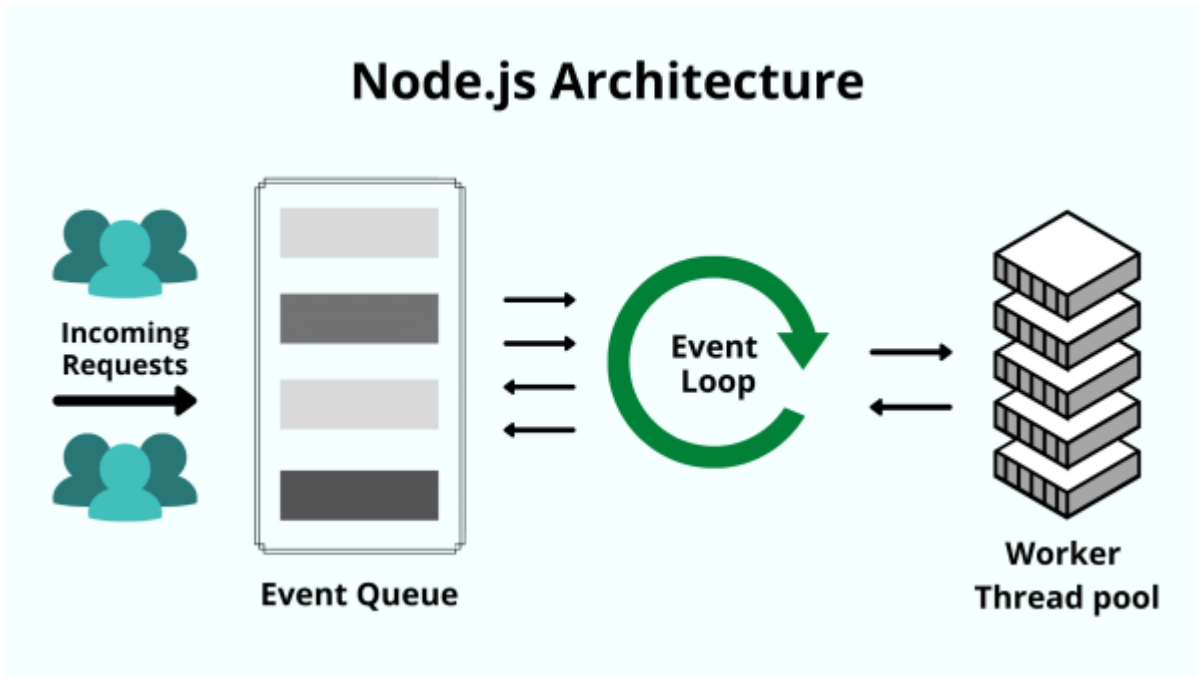 Node.js Architecture
Incoming
Requests
Event Queue
Event
Loop
Worker
Thread pool